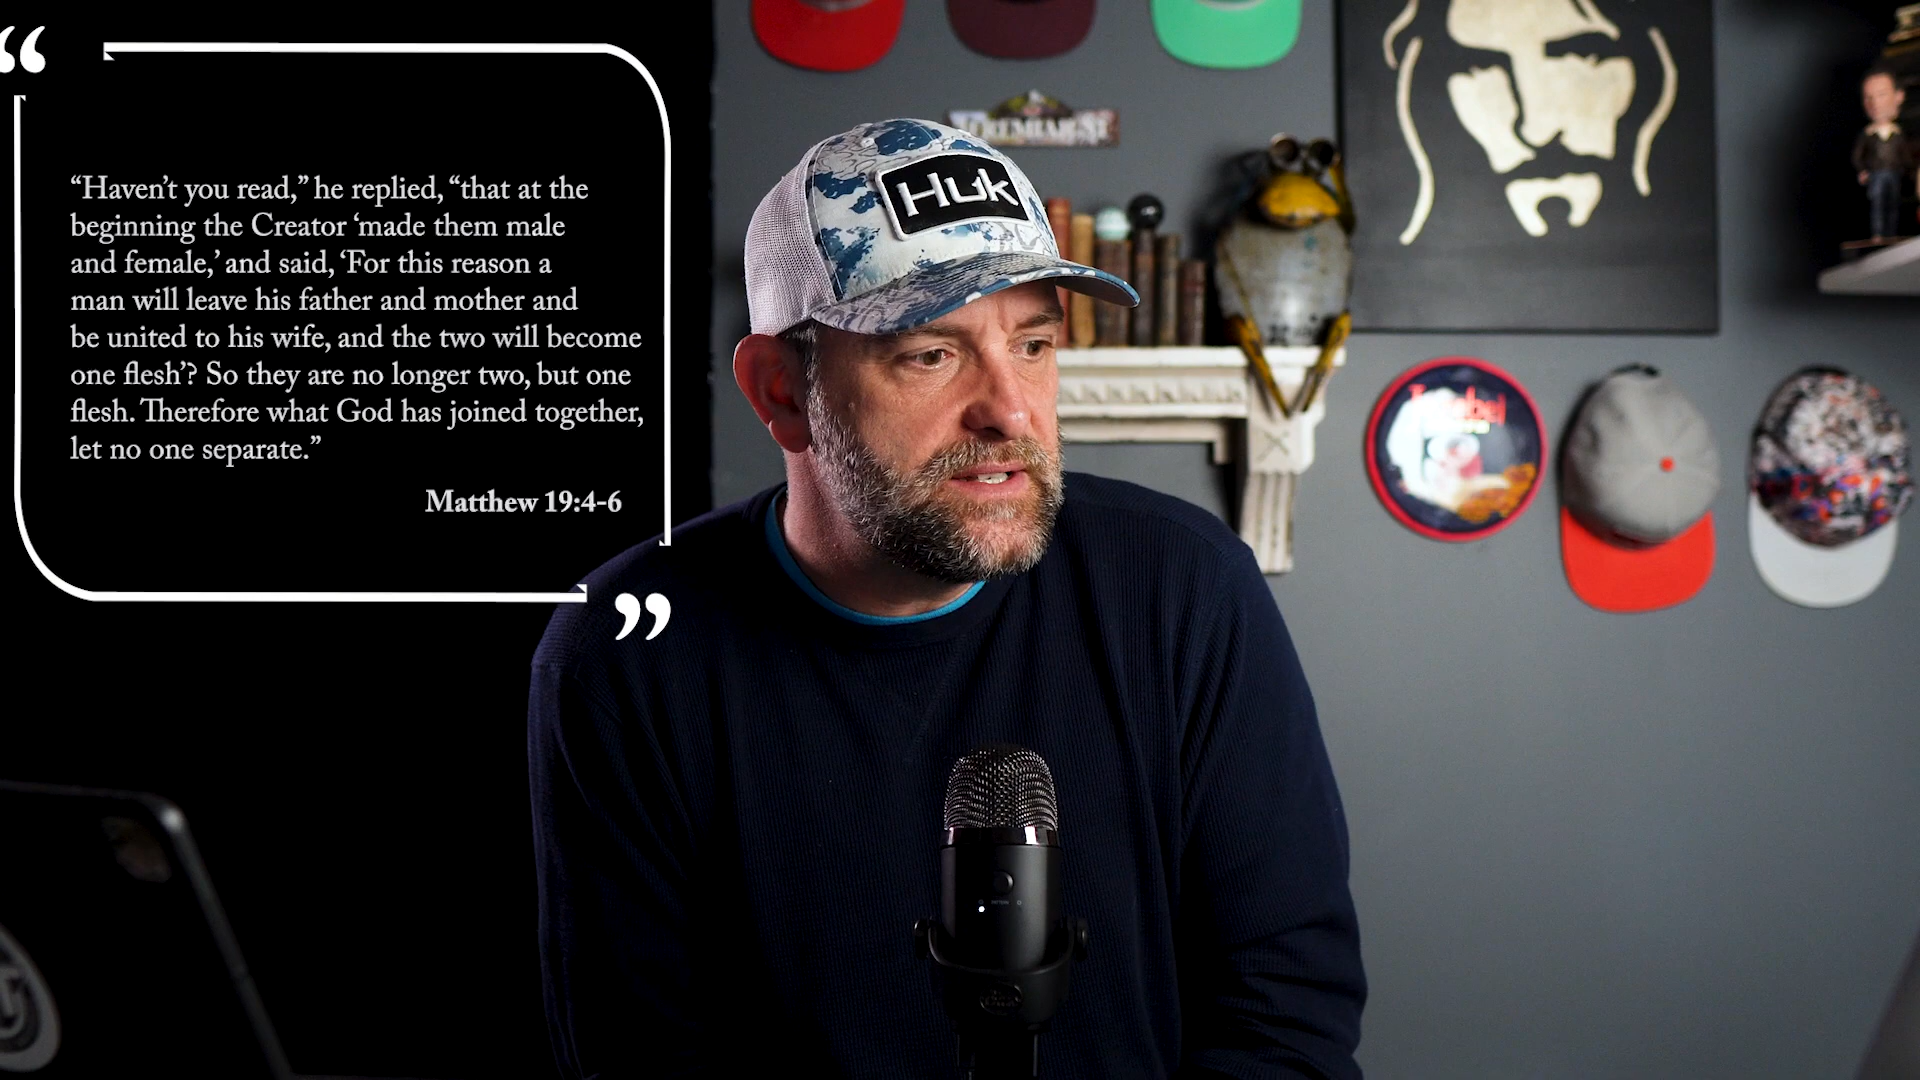 “Haven’t you read,” he replied, “that at the
beginning the Creator ‘made them male
and female,’ and said, ‘For this reason a
man will leave his father and mother and
be united to his wife, and the two will become
one flesh’? So they are no longer two, but one
flesh. Therefore what God has joined together,
let no one separate.”
Matthew 19:4-6
Huk